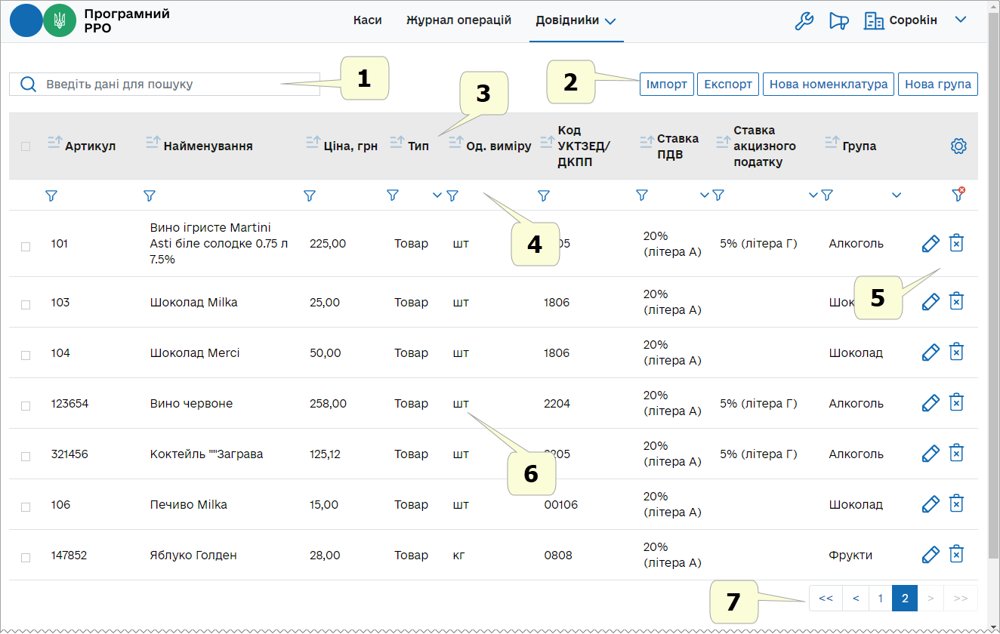 Програмний
РРО
Каси
Журнал операцій
Довідники
Сорокін
Введіть дані для пошуку
1
2
3
Імпорт
Експорт
Нова номенклатура
Нова група
Артикул
Найменування
Ціна, грн
Тип
Од. виміру
Код
УКТЗЕД/
ДКПП
Ставка
ПДВ
Ставка
акцизного
податку
Група
101
Вино ігристе Martini
Asti біле солодке 0.75 л
7.5%
225,00
Товар
шт
4
05
20%
(літера А)
5% (літера Г)
Алкоголь
5
103
Шоколад Milka
25,00
Товар
шт
1806
20%
(літера А)
Шок
104
Шоколад Merci
50,00
Товар
шт
1806
20%
(літера А)
Шоколад
123654
Вино червоне
258,00
Товар
шт
2204
20%
(літера А)
5% (літера Г)
Алкоголь
321456
Коктейль ""Заграва
125,12
Товар
шт
2205
20%
(літера А)
5% (літера Г)
Алкоголь
6
106
Печиво Milka
15,00
Товар
шт
00106
20%
(літера А)
Шоколад
147852
Яблуко Голден
28,00
Товар
кг
0808
20%
(літера А)
Фрукти
7
<< < 1 2 > >>